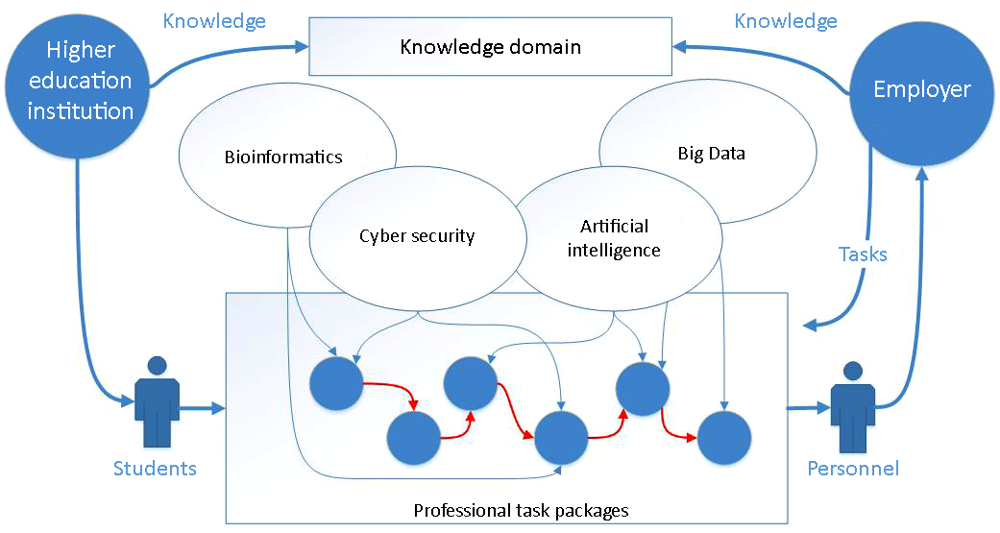 Knowledge
Knowledge
Higher
education
institution
Knowledge domain
Employer
Bioinformatics
Big Data
Cyber security
Artificial
intelligence
Tasks
Students
Personnel
Professional task packages